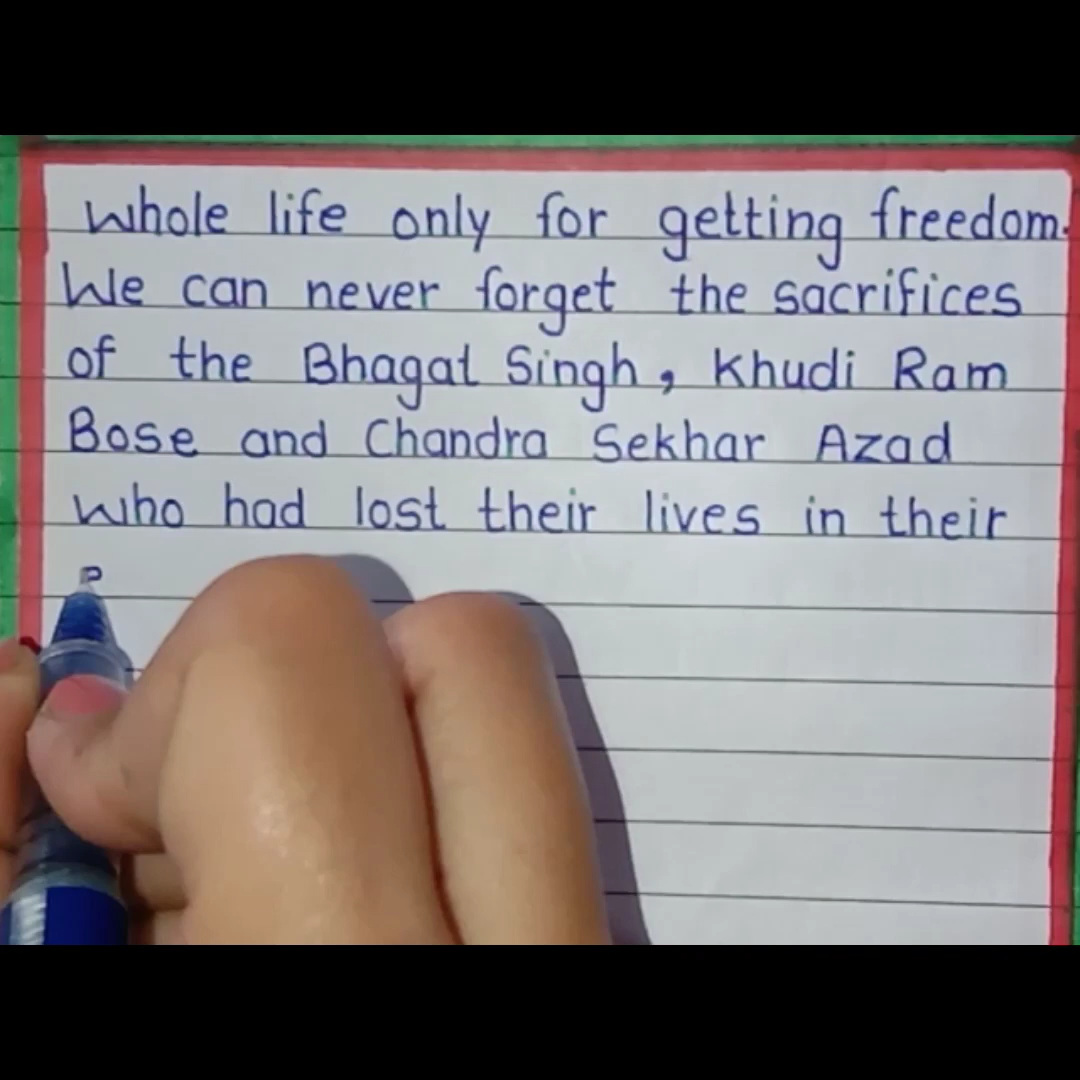 whole life only for getting freedom.
We can never forget the sacrifices
of the Bhagat Singh, Khudi Ram
Bose and Chandra Sekhar Azad
who had lost their lives in their